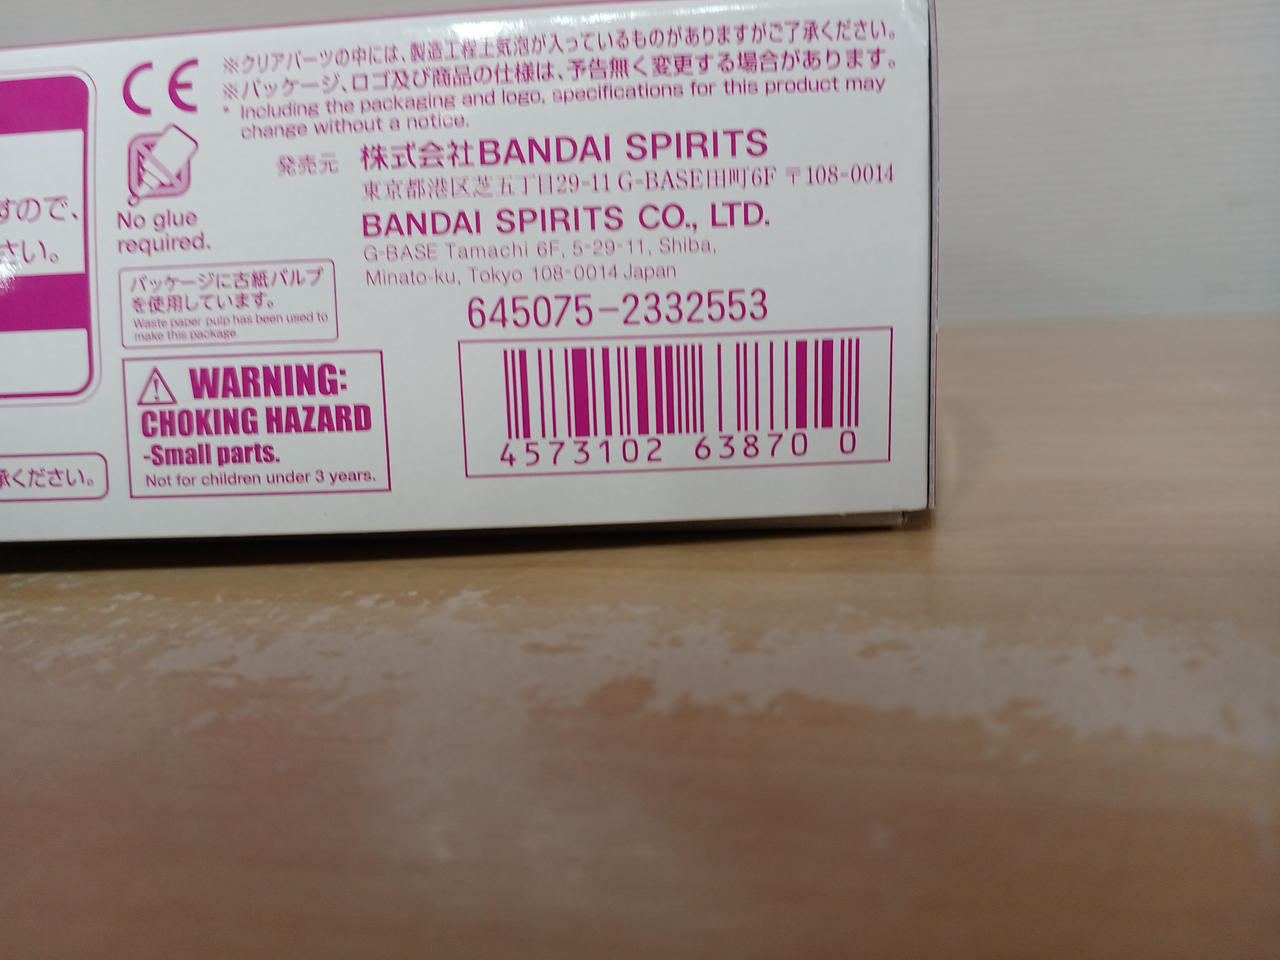 ※クリアパーツの中には、製造工程上気泡が入っているものがありますがご了承ください。
※パッケージ、ロゴ及び商品の仕様は、予告無く変更する場合があります。
* Including the packaging and logo, specifications for this product may
change without a notice.
CE
No glue
required.
発売元 株式会社BANDAI SPIRITS
東京都港区芝五丁目29-11 G-BASE田町6F 〒108-0014
BANDAI SPIRITS CO., LTD.
G-BASE Tamachi 6F, 5-29-11, Shiba,
Minato-ku, Tokyo 108-0014 Japan
645075-2332553
パッケージに古紙パルプ
を使用しています。
Waste paper pulp has been used to
make this package.
WARNING:
CHOKING HAZARD
-Small parts.
Not for children under 3 years.
4573102 63870 0
すので、
さい。
承ください。